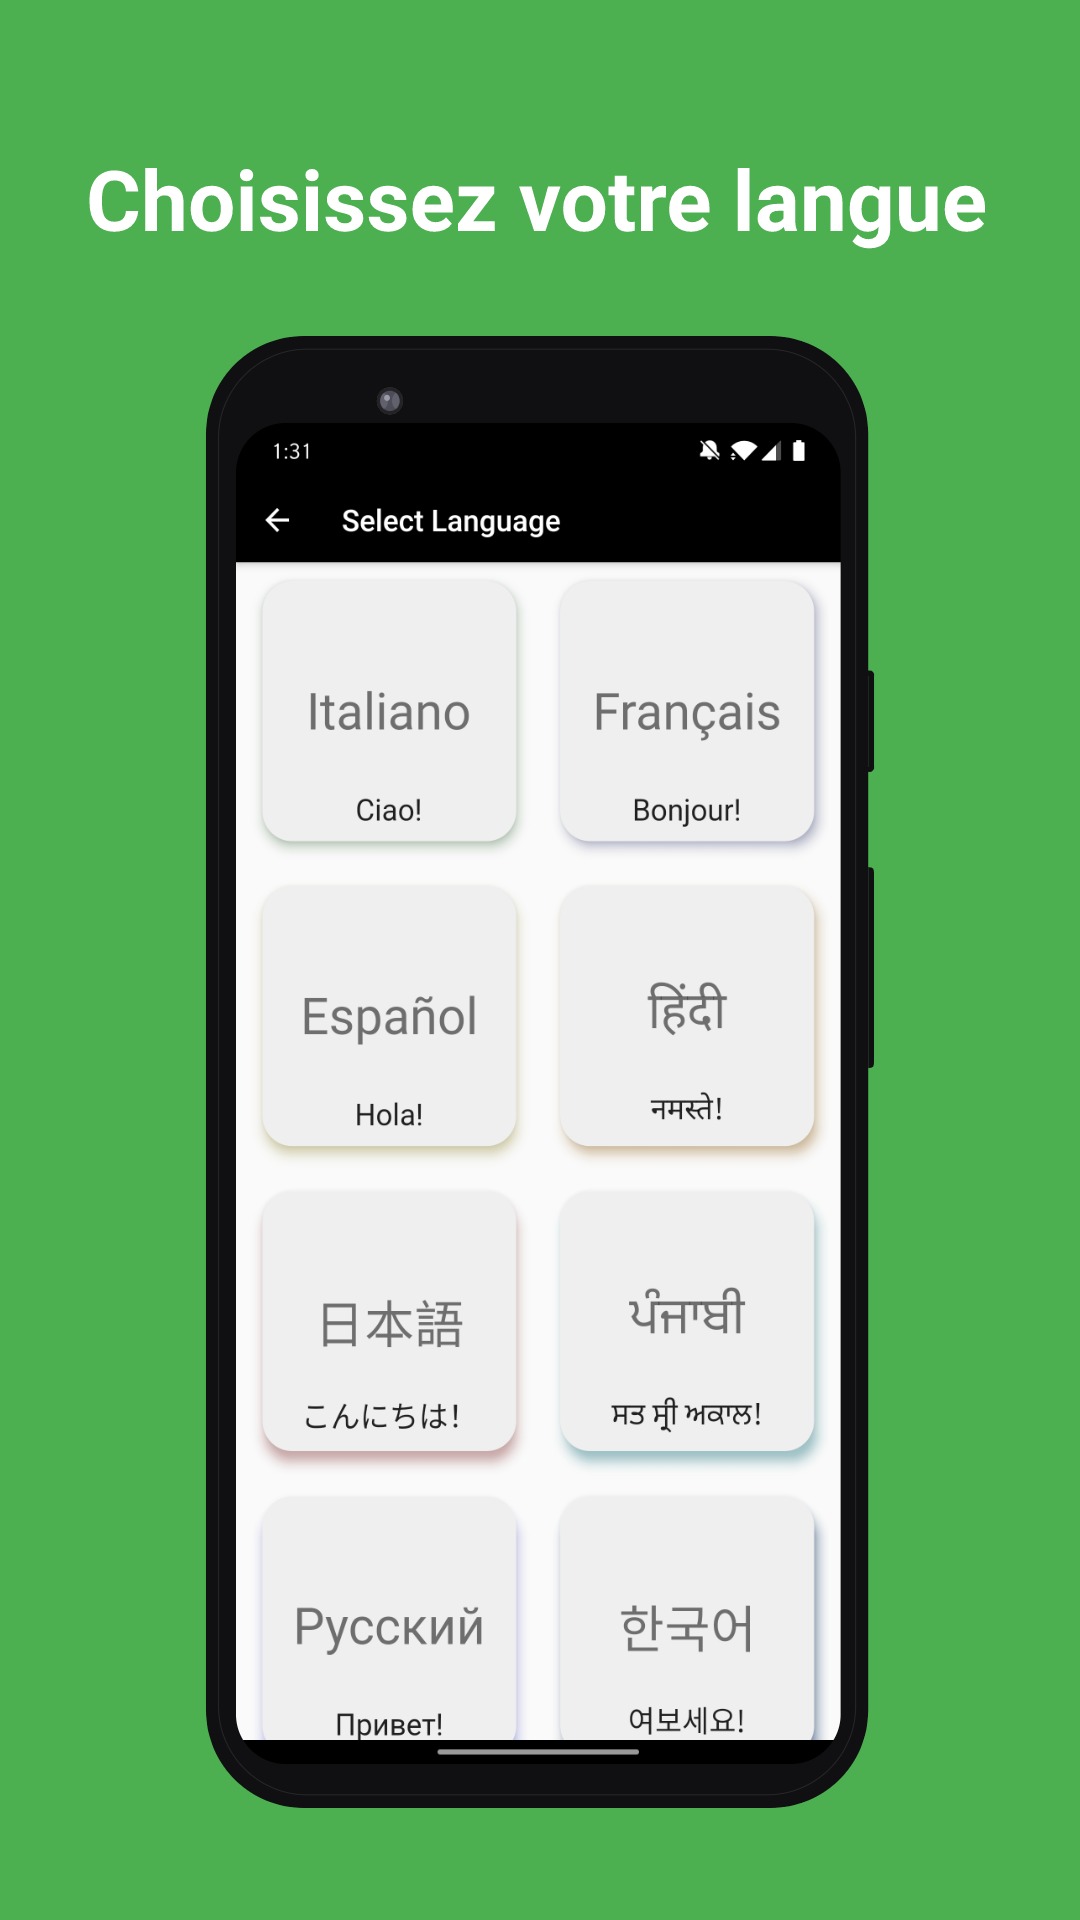 Choisissez votre langue
1:31
Select Language
Italiano
Ciao!
Français
Bonjour!
Español
Hola!
हिंदी
नमस्ते!
日本語
こんにちは!
ਪੰਜਾਬੀ
ਸਤ ਸ੍ਰੀ ਅਕਾਲ!
Русский
Привет!
한국어
여보세요!